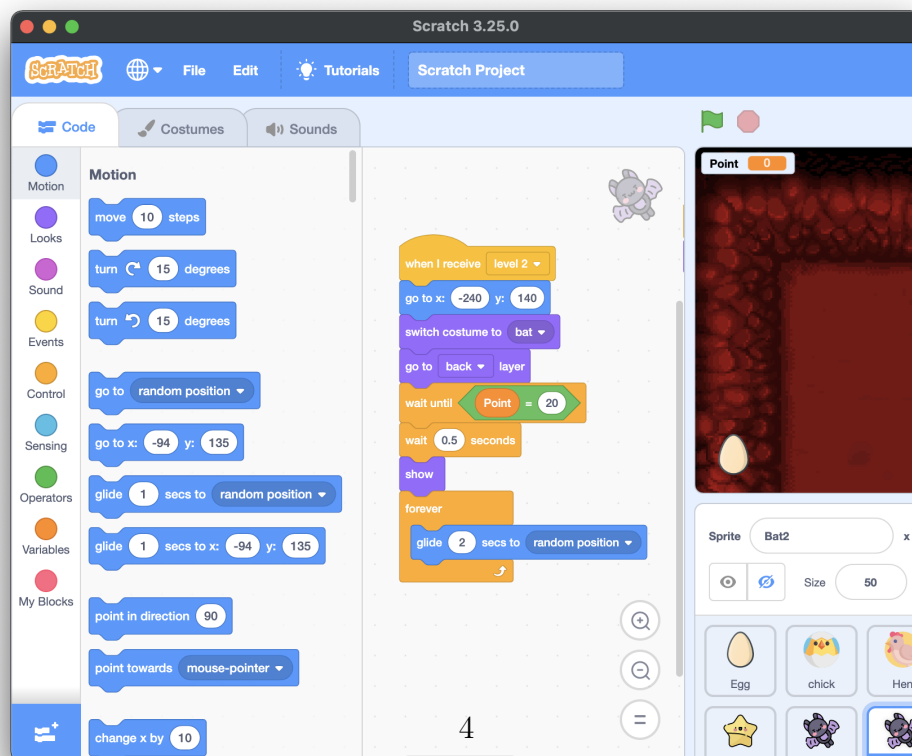 Scratch 3.25.0
SCRATCH File Edit Tutorials Scratch Project
Code Costumes Sounds
Motion
Looks
Sound
Events
Control
Sensing
Operators
Variables
My Blocks
Motion
move 10 steps
turn 15 degrees
turn 15 degrees
go to random position
go to x: -94 y: 135
glide 1 secs to random position
glide 1 secs to x: -94 y: 135
point in direction 90
point towards mouse-pointer
change x by 10
when I receive level 2
go to x: -240 y: 140
switch costume to bat
go to back layer
wait until Point = 20
wait 0.5 seconds
show
forever
glide 2 secs to random position
4
Point 0
Sprite Bat2 x
Size 50
Egg chick Hen